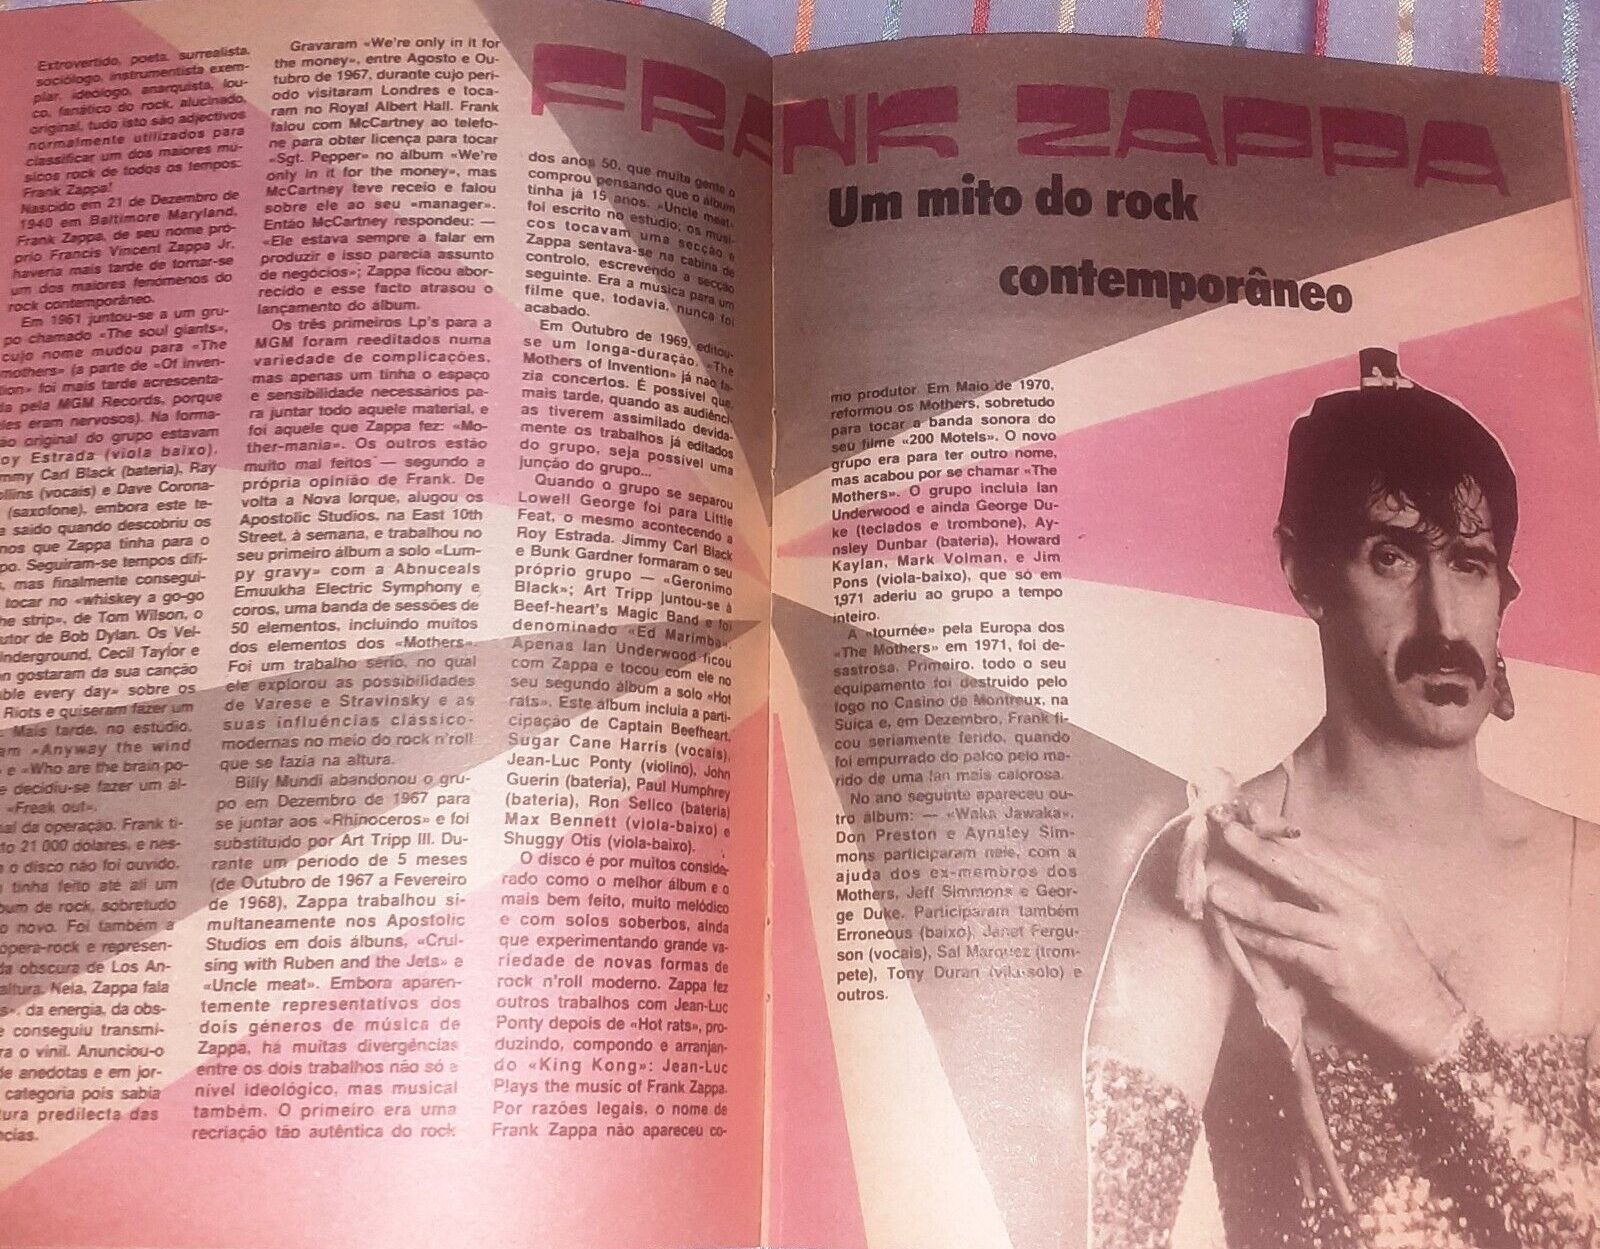 FRANK ZAPPA
Um mito do rock
contemporâneo
Extrovertido, poeta, surrealista,
sociólogo, instrumentista exem-
plar, ideólogo, anarquista, lou-
co, fanático do rock, alucinado,
original, tudo isto são adjectivos
normalmente utilizados para
classificar um dos maiores mú-
sicos rock de todos os tempos:
Frank Zappa!
Nascido em 21 de Dezembro de
1940 em Baltimore Maryland,
Frank Zappa, de seu nome pró-
prio Francis Vincent Zappa Jr.
haveria mais tarde de tornar-se
um dos maiores fenómenos do
rock contemporâneo.
Em 1961 juntou-se a um gru-
po chamado «The soul giants»,
cujo nome mudou para «The
mothers» (a parte de «Of inven-
tion» foi mais tarde acrescenta-
da pela MGM Records, porque
eles eram nervosos). Na forma-
ão original do grupo estavam
oy Estrada (viola baixo),
mmy Carl Black (bateria), Ray
ollins (vocais) e Dave Corona-
(saxofone), embora este te-
a saido quando descobriu os
nos que Zappa tinha para o
po. Seguiram-se tempos difi-
s, mas finalmente consegui-
tocar no «whiskey a go-go
he strip», de Tom Wilson, o
utor de Bob Dylan. Os Vel-
nderground, Cecil Taylor e
n gostaram da sua canção
ble every day» sobre os
Riots e quiseram fazer um
. Mais tarde, no estúdio,
am «Anyway the wind
» e «Who are the brain po-
e decidiu-se fazer um ál-
«Freak out».
al da operação. Frank ti-
to 21 000 dólares, e nes-
a o disco não foi ouvido.
tinha feito até ali um
bum de rock, sobretudo
o novo. Foi também a
opera-rock e represen-
da obscura de Los An-
altura. Nela, Zappa fala
s», da energia, da obs-
e conseguiu transmi-
ra o vinil. Anunciou-o
de anedotas e em jor-
categoria pois sabia
tura predilecta das
ncias.
Gravaram «We're only in it for
the money», entre Agosto e Ou-
tubro de 1967, durante cujo perí-
odo visitaram Londres e toca-
ram no Royal Albert Hall. Frank
falou com McCartney ao telefo-
ne para obter licença para tocar
«Sgt. Pepper» no álbum «We're
only in it for the money», mas
McCartney teve receio e falou
sobre ele ao seu «manager».
Então McCartney respondeu: —
«Ele estava sempre a falar em
produzir e isso parecia assunto
de negócios»; Zappa ficou abor-
recido e esse facto atrasou o
lançamento do álbum.
Os três primeiros Lp's para a
MGM foram reeditados numa
variedade de complicações,
mas apenas um tinha o espaço
e sensibilidade necessários pa-
ra juntar todo aquele material, e
foi aquele que Zappa fez: «Mo-
ther-mania». Os outros estão
muito mal feitos — segundo a
própria opinião de Frank. De
volta a Nova Iorque, alugou os
Apostolic Studios, na East 10th
Street, à semana, e trabalhou no
seu primeiro álbum a solo «Lum-
py gravy» com a Abnuceals
Emuukha Electric Symphony e
coros, uma banda de sessões de
50 elementos, incluindo muitos
dos elementos dos «Mothers».
Foi um trabalho sério, no qual
ele explorou as possibilidades
de Varese e Stravinsky e as
suas influências clássico-
modernas no meio do rock n'roll
que se fazia na altura.
Billy Mundi abandonou o gru-
po em Dezembro de 1967 para
se juntar aos «Rhinoceros» e foi
substituido por Art Tripp III. Du-
rante um periodo de 5 meses
(de Outubro de 1967 a Fevereiro
de 1968), Zappa trabalhou si-
multaneamente nos Apostolic
Studios em dois álbuns, «Crui-
sing with Ruben and the Jets» e
«Uncle meat». Embora aparen-
temente representativos dos
dois géneros de música de
Zappa, há muitas divergências
entre os dois trabalhos não só a
nível ideológico, mas musical
também. O primeiro era uma
recriação tão autêntica do rock
dos anos 50, que muita gente o
comprou pensando que o álbum
tinha já 15 anos. «Uncle meat»
foi escrito no estudio; os músi-
cos tocavam uma secção e
Zappa sentava-se na cabina de
controlo, escrevendo a secção
seguinte. Era a musica para um
filme que, todavia, nunca foi
acabado.
Em Outubro de 1969, editou-
se um longa-duração. «The
Mothers of Invention» já nao fa-
zia concertos. É possivel que,
mais tarde, quando as audiênci-
as tiverem assimilado devida-
mente os trabalhos já editados
do grupo, seja possível uma
junção do grupo...
Quando o grupo se separou
Lowell George foi para Little
Feat, o mesmo acontecendo a
Roy Estrada. Jimmy Carl Black
e Bunk Gardner formaram o seu
próprio grupo — «Geronimo
Black»; Art Tripp juntou-se à
Beef-heart's Magic Band e foi
denominado «Ed Marimba».
Apenas Ian Underwood ficou
com Zappa e tocou com ele no
seu segundo álbum a solo «Hot
rats». Este álbum incluia a parti-
cipação de Captain Beefheart,
Sugar Cane Harris (vocais),
Jean-Luc Ponty (violino), John
Guerin (bateria), Paul Humphrey
(bateria), Ron Selico (bateria)
Max Bennett (viola-baixo) e
Shuggy Otis (viola-baixo).
O disco é por muitos conside-
rado como o melhor álbum e o
mais bem feito, muito melódico
e com solos soberbos, ainda
que experimentando grande va-
riedade de novas formas de
rock n'roll moderno. Zappa fez
outros trabalhos com Jean-Luc
Ponty depois de «Hot rats», pro-
duzindo, compondo e arranjan-
do «King Kong»: Jean-Luc
Plays the music of Frank Zappa.
Por razões legais, o nome de
Frank Zappa não apareceu co-
mo produtor. Em Maio de 1970,
reformou os Mothers, sobretudo
para tocar a banda sonora do
seu filme «200 Motels». O novo
grupo era para ter outro nome,
mas acabou por se chamar «The
Mothers». O grupo incluia Ian
Underwood e ainda George Du-
ke (teclados e trombone), Ay-
nsley Dunbar (bateria), Howard
Kaylan, Mark Volman, e Jim
Pons (viola-baixo), que só em
1971 aderiu ao grupo a tempo
inteiro.
A «tournée» pela Europa dos
«The Mothers» em 1971, foi de-
sastrosa. Primeiro, todo o seu
equipamento foi destruido pelo
fogo no Casino de Montreux, na
Suiça e, em Dezembro, Frank fi-
cou seriamente ferido, quando
foi empurrado do palco pelo ma-
rido de uma fan mais calorosa.
No ano seguinte apareceu ou-
tro álbum: — «Waka Jawaka».
Don Preston e Aynsley Sim-
mons participaram nele, com a
ajuda dos ex-membros dos
Mothers, Jeff Simmons e Geor-
ge Duke. Participaram também
Erroneous (baixo), Janet Fergu-
son (vocais), Sal Marquez (trom-
pete), Tony Duran (viola-solo) e
outros.